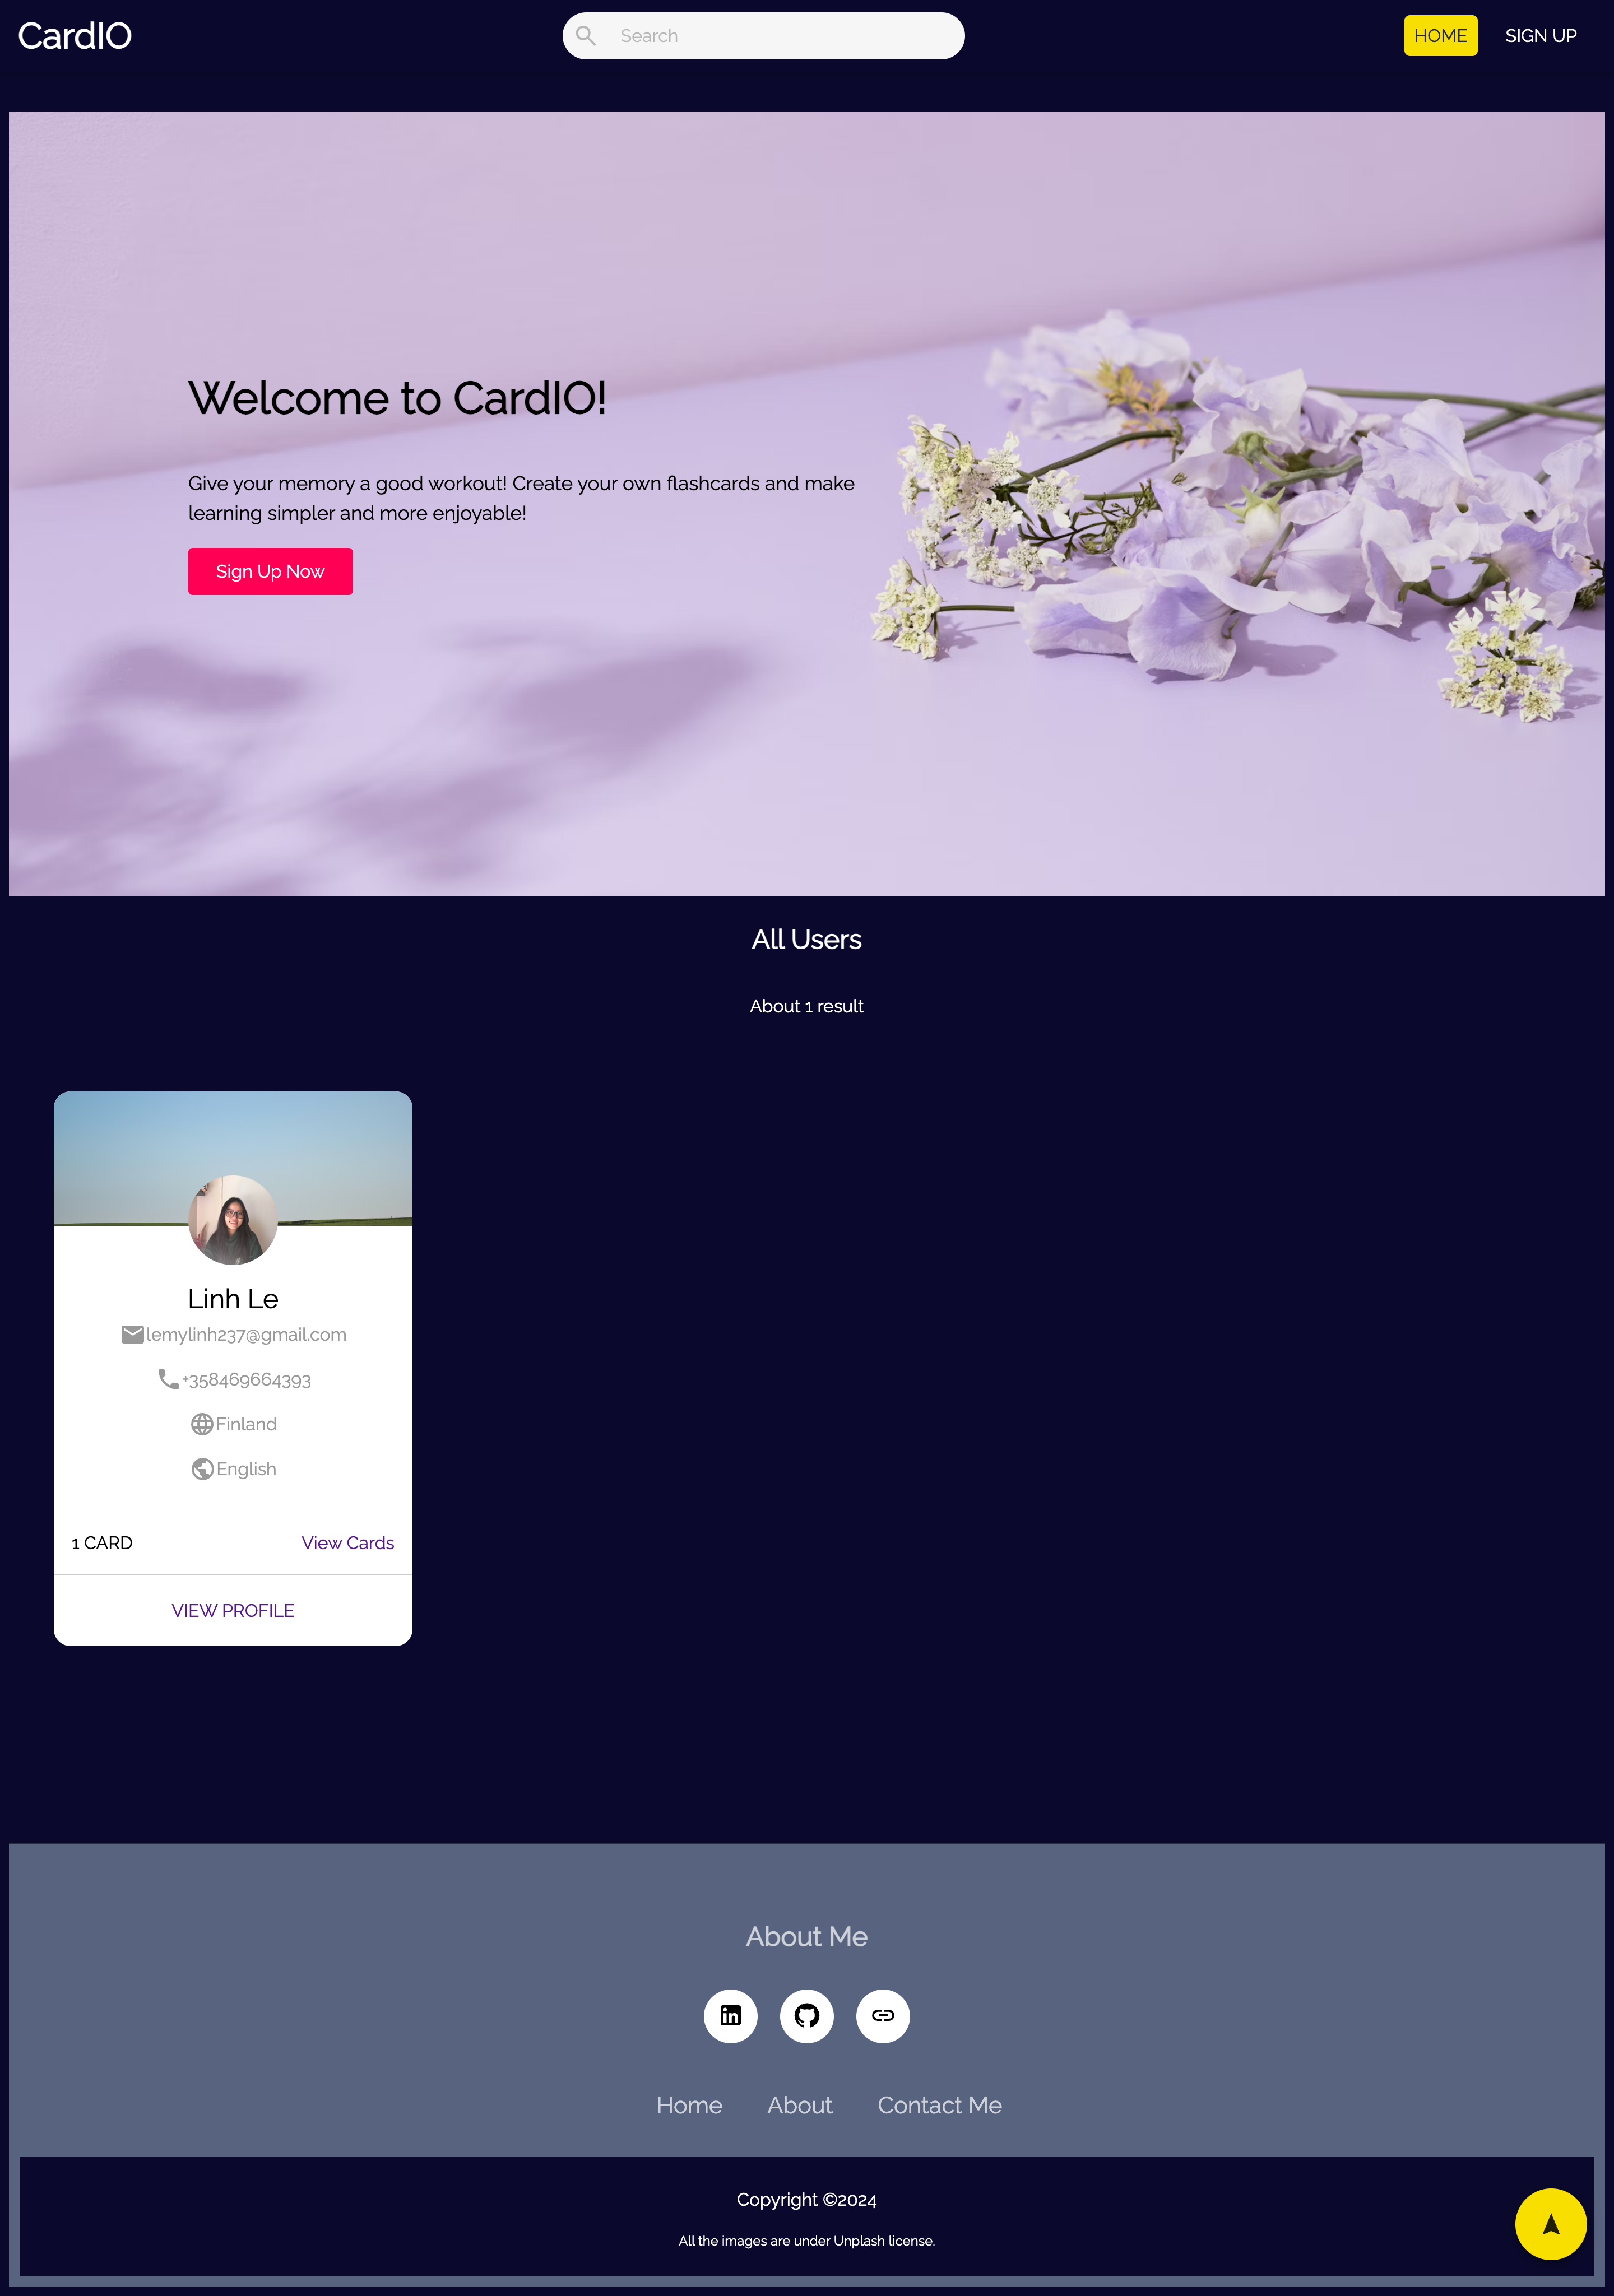 CardIO
Search
HOME
SIGN UP
Welcome to CardIO!
Give your memory a good workout! Create your own flashcards and make
learning simpler and more enjoyable!
Sign Up Now
All Users
About 1 result
Linh Le
lemylinh237@gmail.com
+358469664393
Finland
English
1 CARD
View Cards
VIEW PROFILE
About Me
in
Home
About
Contact Me
Copyright ©2024
All the images are under Unplash license.